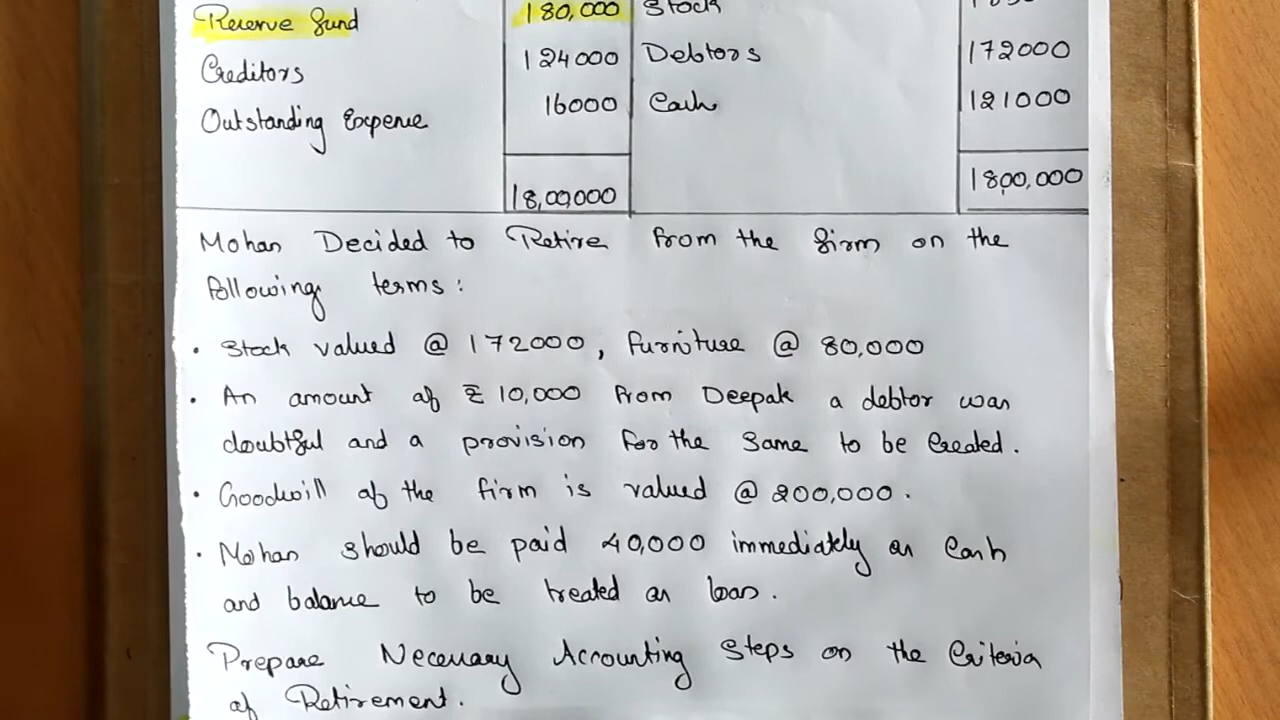 Reserve fund 180,000 Stock
Creditors 124000 Debtors 172000
Outstanding Expense 16000 Cash 121000
18,00,000 1800,000
Mohan Decided to Retire from the firm on the
following terms :
• Stock valued @ 172000, furniture @ 80,000
• An amount of ₹ 10,000 from Deepak a debtor was
doubtful and a provision for the same to be Created.
• Goodwill of the firm is valued @ 200,000.
• Mohan should be paid 40,000 immediately as Cash
and balance to be treated as loan.
Prepare Necessary Accounting Steps on the Criteria
of Retirement.